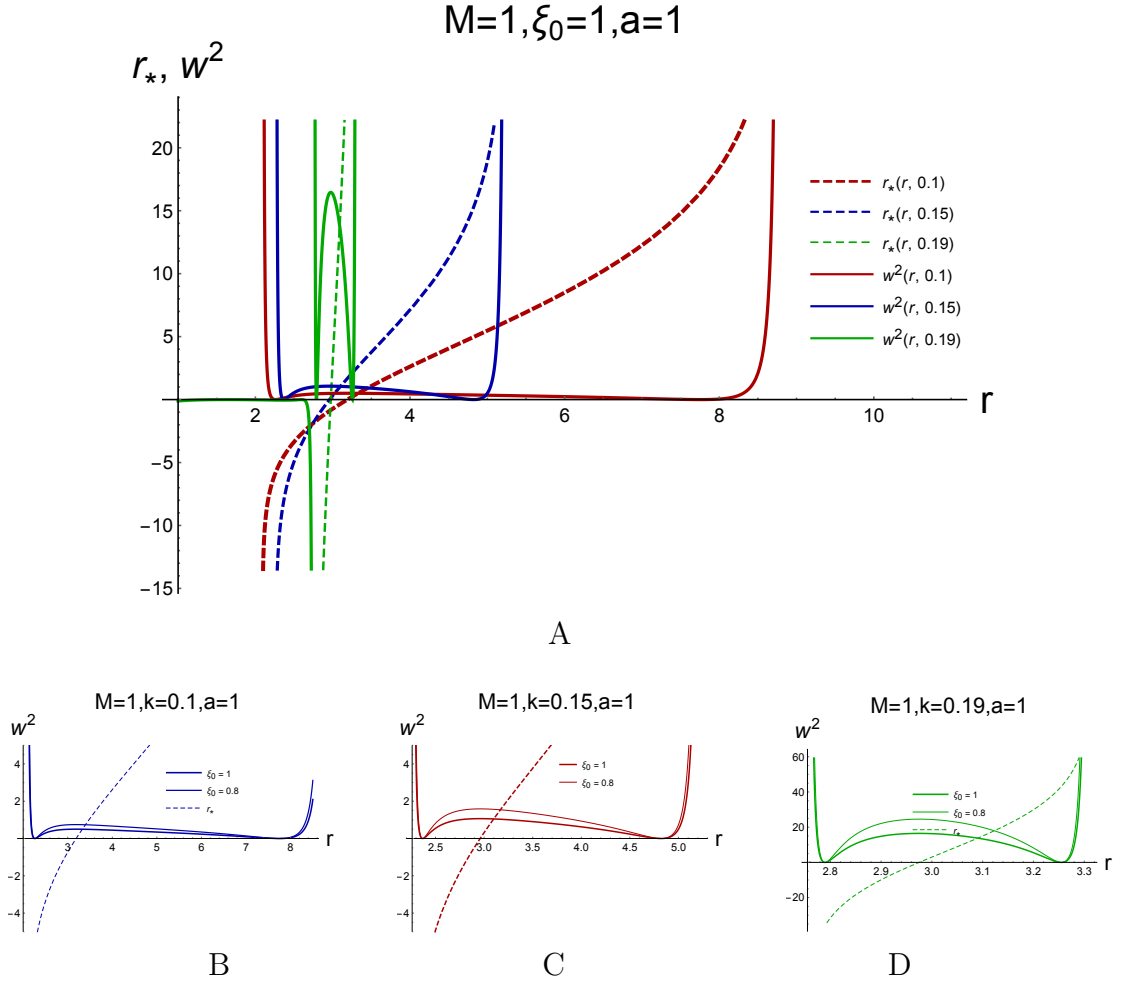 M=1,ξ₀=1,a=1
r*, w²
20
15
10
5
−5
−10
−15
2 4 6 8 10 r
r*(r, 0.1)
r*(r, 0.15)
r*(r, 0.19)
w²(r, 0.1)
w²(r, 0.15)
w²(r, 0.19)
A
M=1,k=0.1,a=1
w²
4
2
−2
−4
3 4 5 6 7 8 r
ξ₀ = 1
ξ₀ = 0.8
r*
B
M=1,k=0.15,a=1
w²
4
2
−2
−4
2.5 3.0 3.5 4.0 4.5 5.0 r
ξ₀ = 1
ξ₀ = 0.8
C
M=1,k=0.19,a=1
w²
60
40
20
−20
2.8 2.9 3.0 3.1 3.2 3.3 r
ξ₀ = 1
ξ₀ = 0.8
r*
D